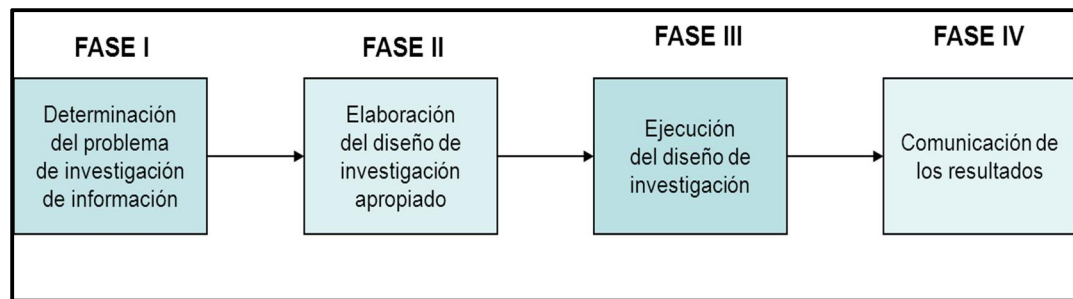 FASE I
Determinación
del problema
de investigación
de información
FASE II
Elaboración
del diseño de
investigación
apropiado
FASE III
Ejecución
del diseño de
investigación
FASE IV
Comunicación de
los resultados